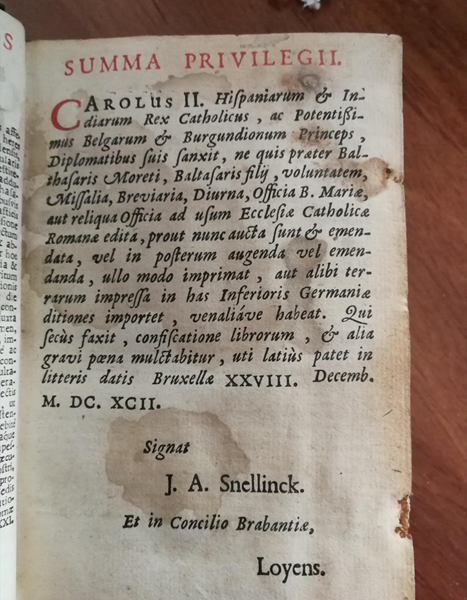 SUMMA PRIVILEGII.
CAROLUS II. Hiſpaniarum & In-
diarum Rex Catholicus, ac Potentißi-
mus Belgarum & Burgundionum Princeps,
Diplomatibus ſuis ſanxit, ne quis præter Bal-
thaſaris Moreti, Baltaſaris filij, voluntatem,
Miſſalia, Breviaria, Diurna, Officia B. Mariæ,
aut reliqua Officia ad uſum Eccleſiæ Catholicæ
Romanæ edita, prout nunc aucta ſunt & emen-
data, vel in poſterum augenda vel emen-
danda, ullo modo imprimat, aut alibi ter-
rarum impreſſa in has Inferioris Germaniæ
ditiones importet, venaliáve habeat. Qui
ſecùs faxit, confiſcatione librorum, & aliâ
gravi pœna mulctabitur, uti latiùs patet in
litteris datis Bruxellæ XXVIII. Decemb.
M. DC. XCII.
Signat
J. A. Snellinck.
Et in Concilio Brabantiæ,
Loyens.